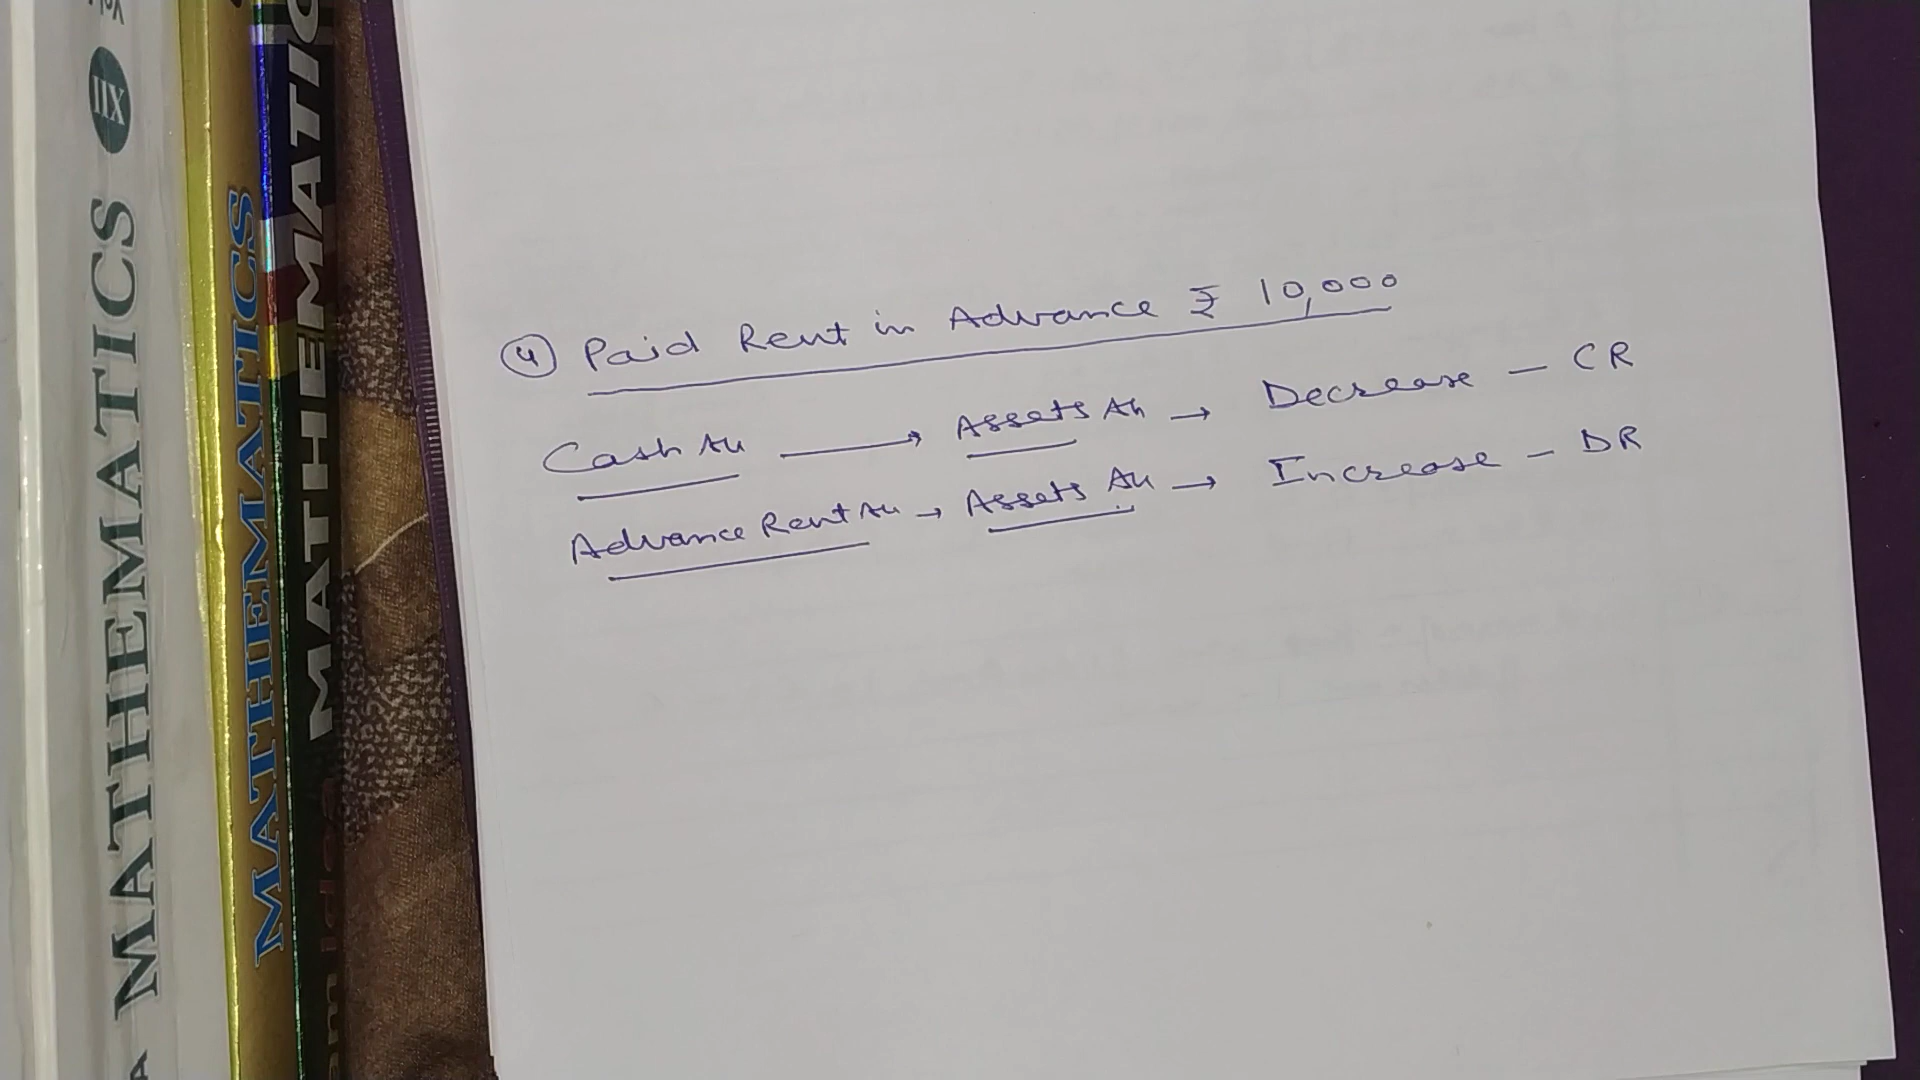 XII
MATHEMATICS
MATHEMATICS
MATHEMATIC
④ Paid Rent in Advance ₹ 10,000
Cash A/c → Assets A/c → Decrease - CR
Advance Rent A/c → Assets A/c → Increase - DR